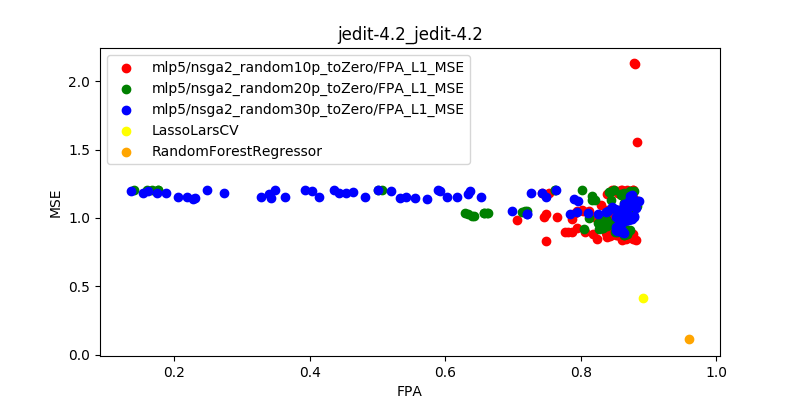 jedit-4.2_jedit-4.2
mlp5/nsga2_random10p_toZero/FPA_L1_MSE
mlp5/nsga2_random20p_toZero/FPA_L1_MSE
mlp5/nsga2_random30p_toZero/FPA_L1_MSE
LassoLarsCV
RandomForestRegressor
MSE
2.0
1.5
1.0
0.5
0.0
0.2 0.4 0.6 0.8 1.0
FPA